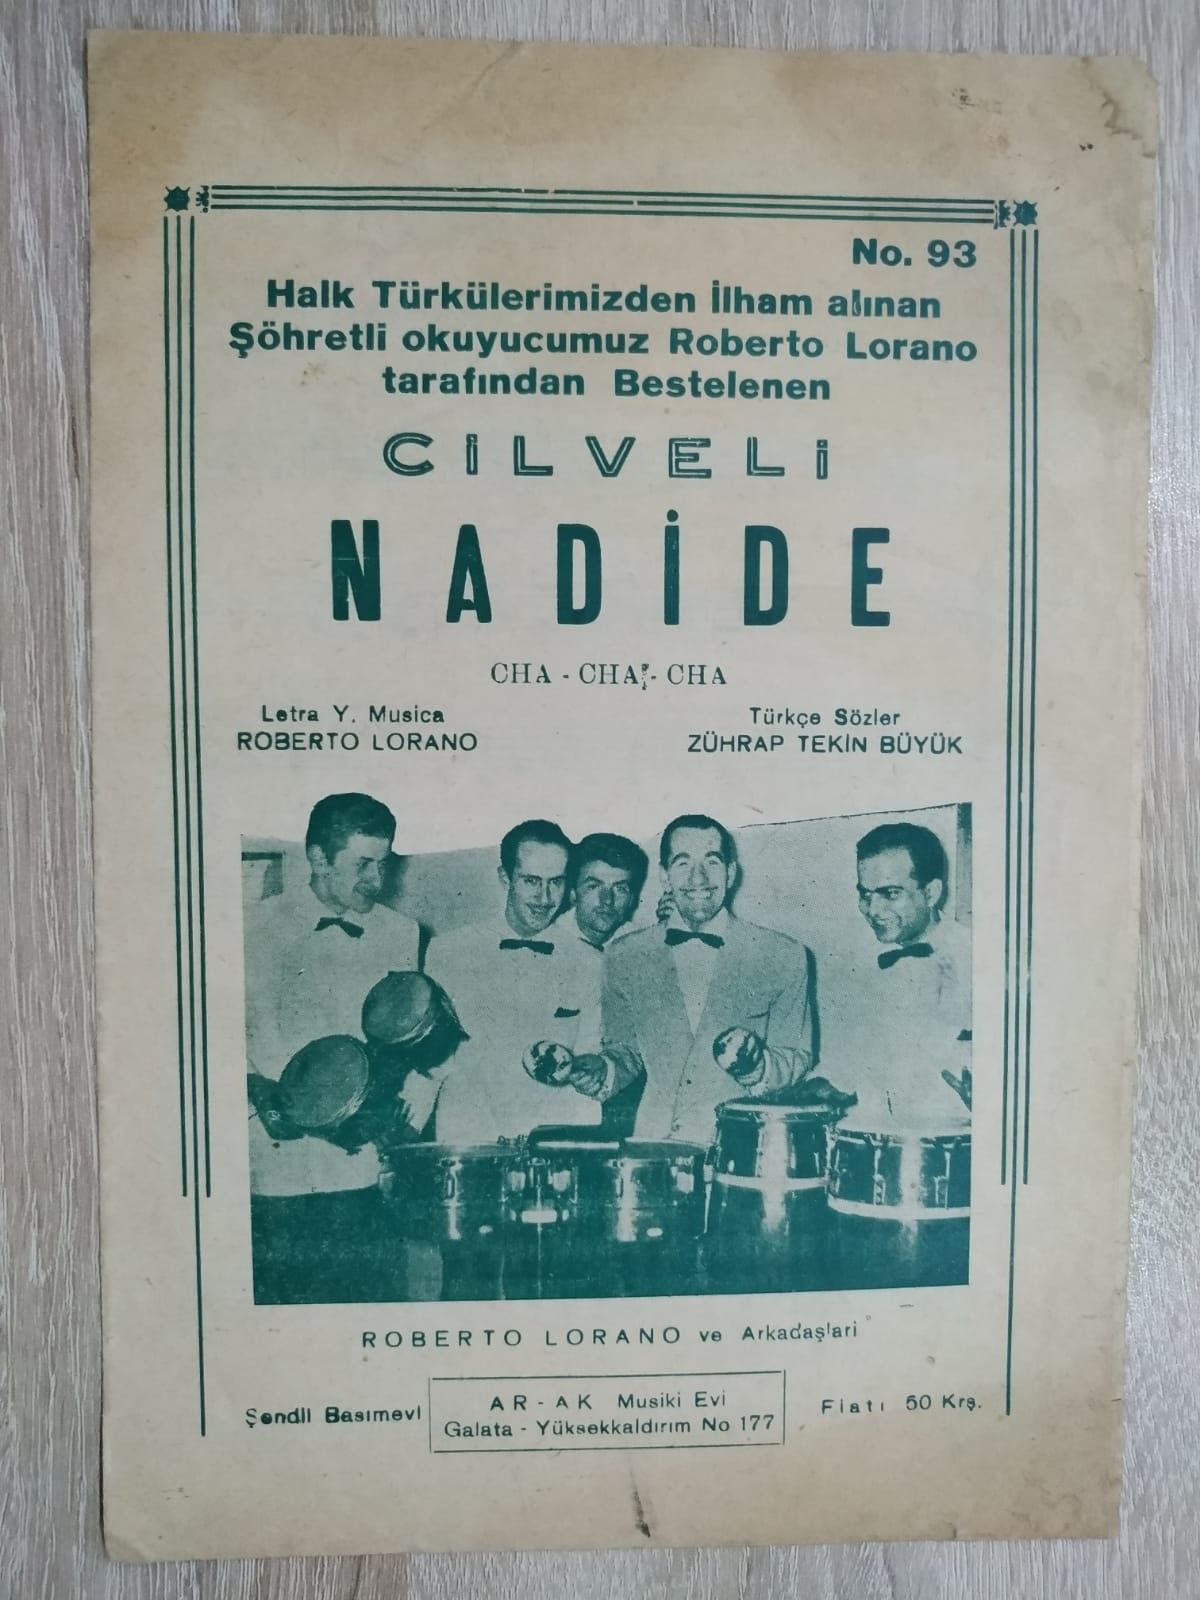 No. 93
Halk Türkülerimizden İlham alınan
Şöhretli okuyucumuz Roberto Lorano
tarafından Bestelenen
CİLVELİ
NADİDE
CHA - CHA - CHA
Letra Y. Musica
ROBERTO LORANO
Türkçe Sözler
ZÜHRAP TEKİN BÜYÜK
ROBERTO LORANO ve Arkadaşlari
Şendil Basımevi
AR - AK Musiki Evi
Galata - Yüksekkaldırım No 177
Fiatı 50 Krş.